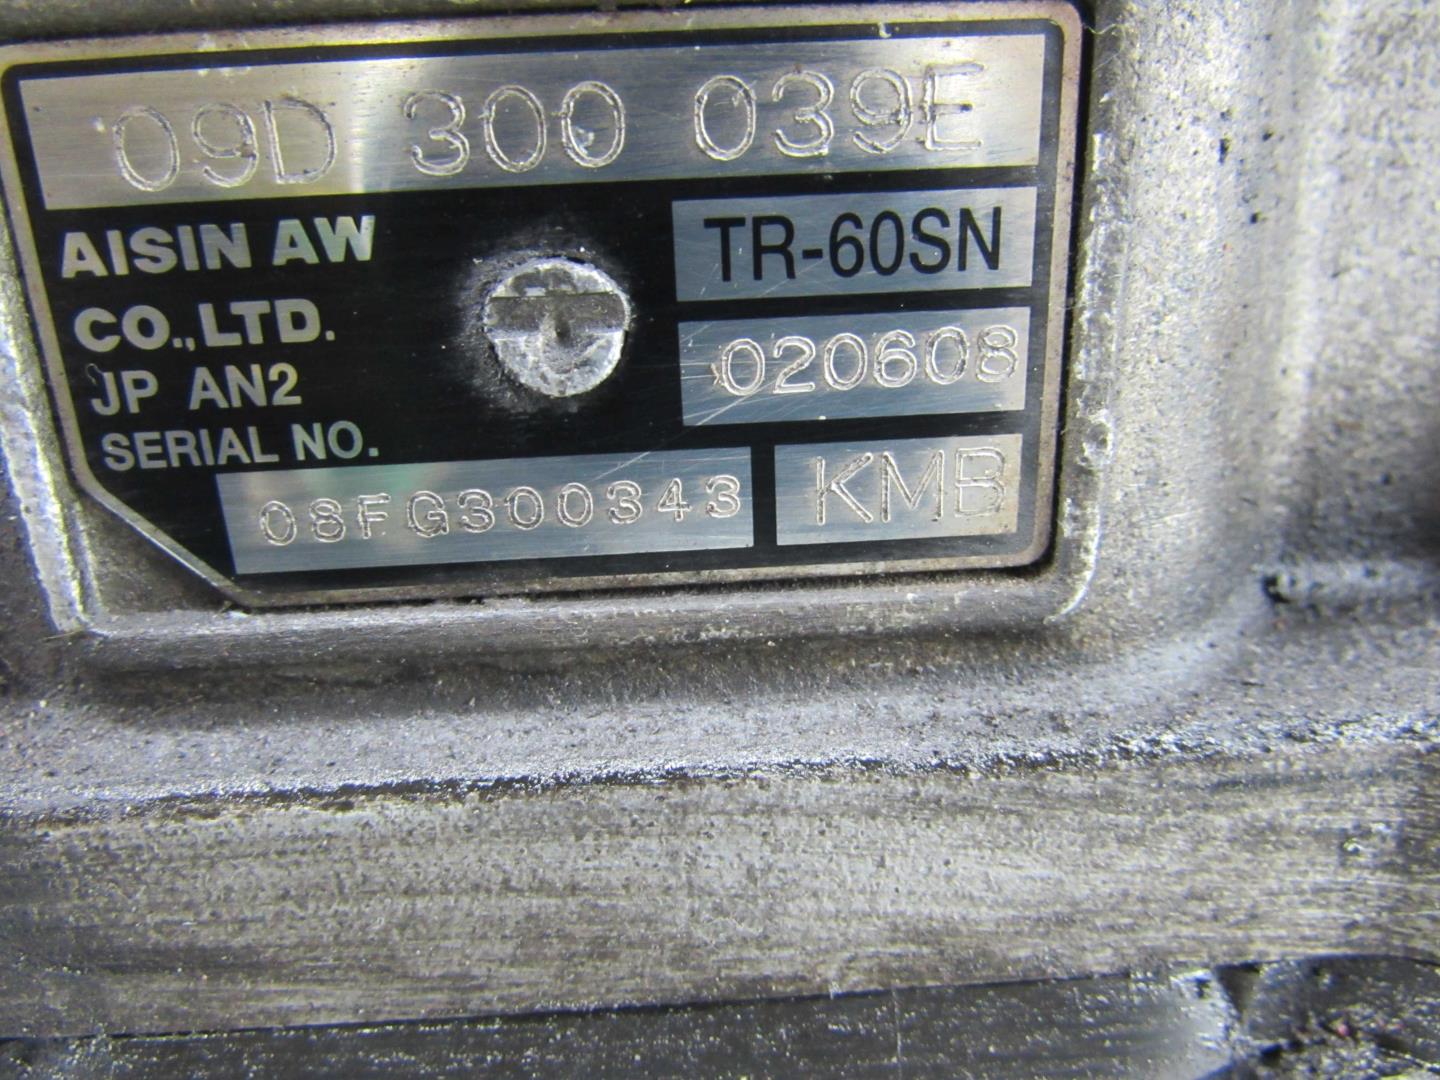 09D 300 039E
AISIN AW
CO.,LTD.
JP AN2
SERIAL NO.
08FG300343
TR-60SN
020608
KMB